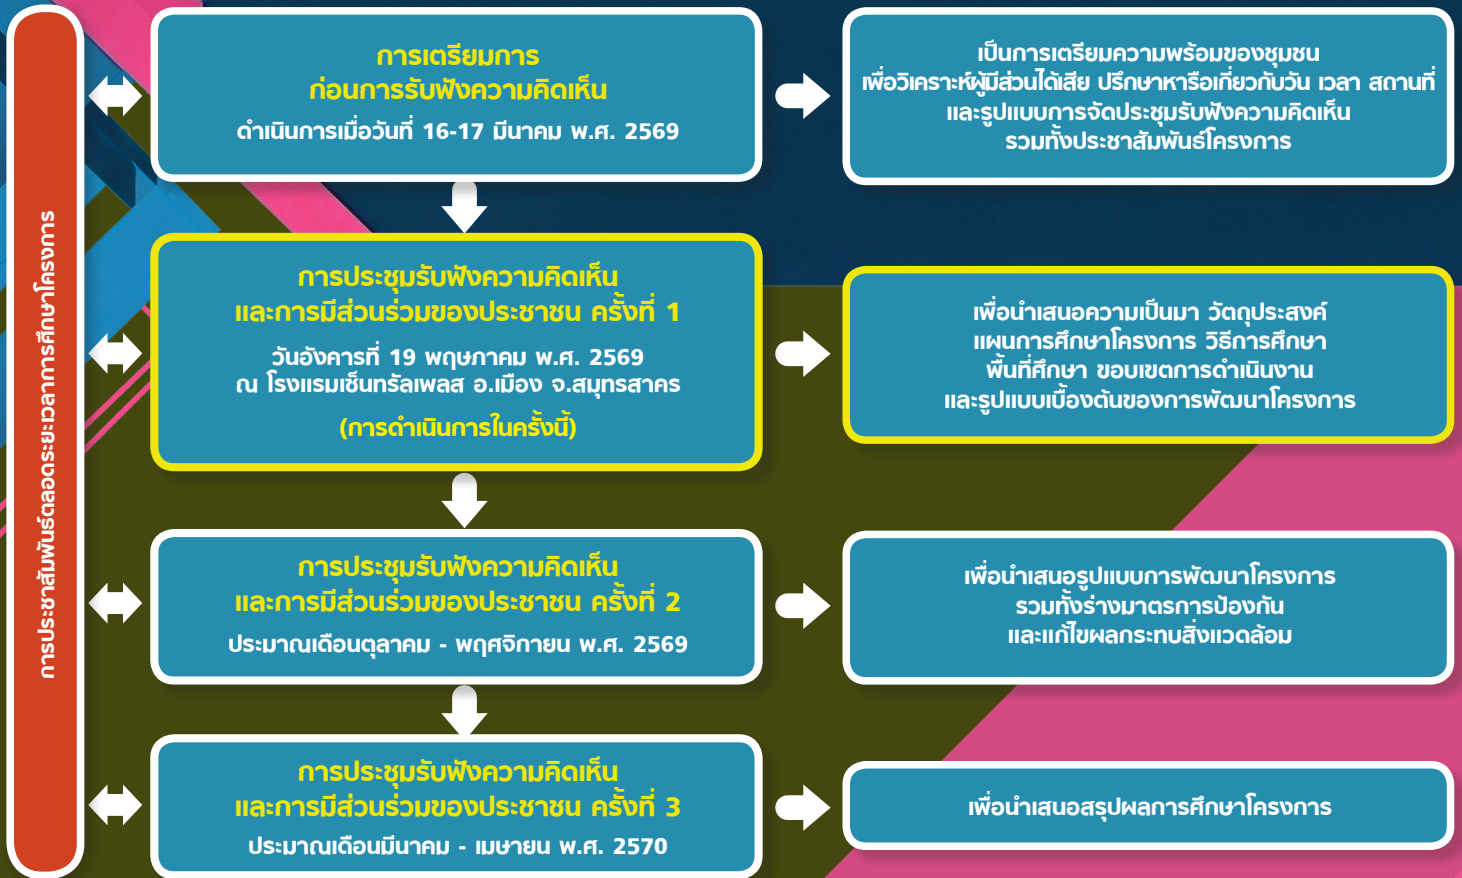 การประชาสัมพันธ์ตลอดระยะเวลาการศึกษาโครงการ
การเตรียมการ
ก่อนการรับฟังความคิดเห็น
ดำเนินการเมื่อวันที่ 16-17 มีนาคม พ.ศ. 2569
เป็นการเตรียมความพร้อมของชุมชน
เพื่อวิเคราะห์ผู้มีส่วนได้เสีย ปรึกษาหารือเกี่ยวกับวัน เวลา สถานที่
และรูปแบบการจัดประชุมรับฟังความคิดเห็น
รวมทั้งประชาสัมพันธ์โครงการ
การประชุมรับฟังความคิดเห็น
และการมีส่วนร่วมของประชาชน ครั้งที่ 1
วันอังคารที่ 19 พฤษภาคม พ.ศ. 2569
ณ โรงแรมเซ็นทรัลเพลส อ.เมือง จ.สมุทรสาคร
(การดำเนินการในครั้งนี้)
เพื่อนำเสนอความเป็นมา วัตถุประสงค์
แผนการศึกษาโครงการ วิธีการศึกษา
พื้นที่ศึกษา ขอบเขตการดำเนินงาน
และรูปแบบเบื้องต้นของการพัฒนาโครงการ
การประชุมรับฟังความคิดเห็น
และการมีส่วนร่วมของประชาชน ครั้งที่ 2
ประมาณเดือนตุลาคม - พฤศจิกายน พ.ศ. 2569
เพื่อนำเสนอรูปแบบการพัฒนาโครงการ
รวมทั้งร่างมาตรการป้องกัน
และแก้ไขผลกระทบสิ่งแวดล้อม
การประชุมรับฟังความคิดเห็น
และการมีส่วนร่วมของประชาชน ครั้งที่ 3
ประมาณเดือนมีนาคม - เมษายน พ.ศ. 2570
เพื่อนำเสนอสรุปผลการศึกษาโครงการ